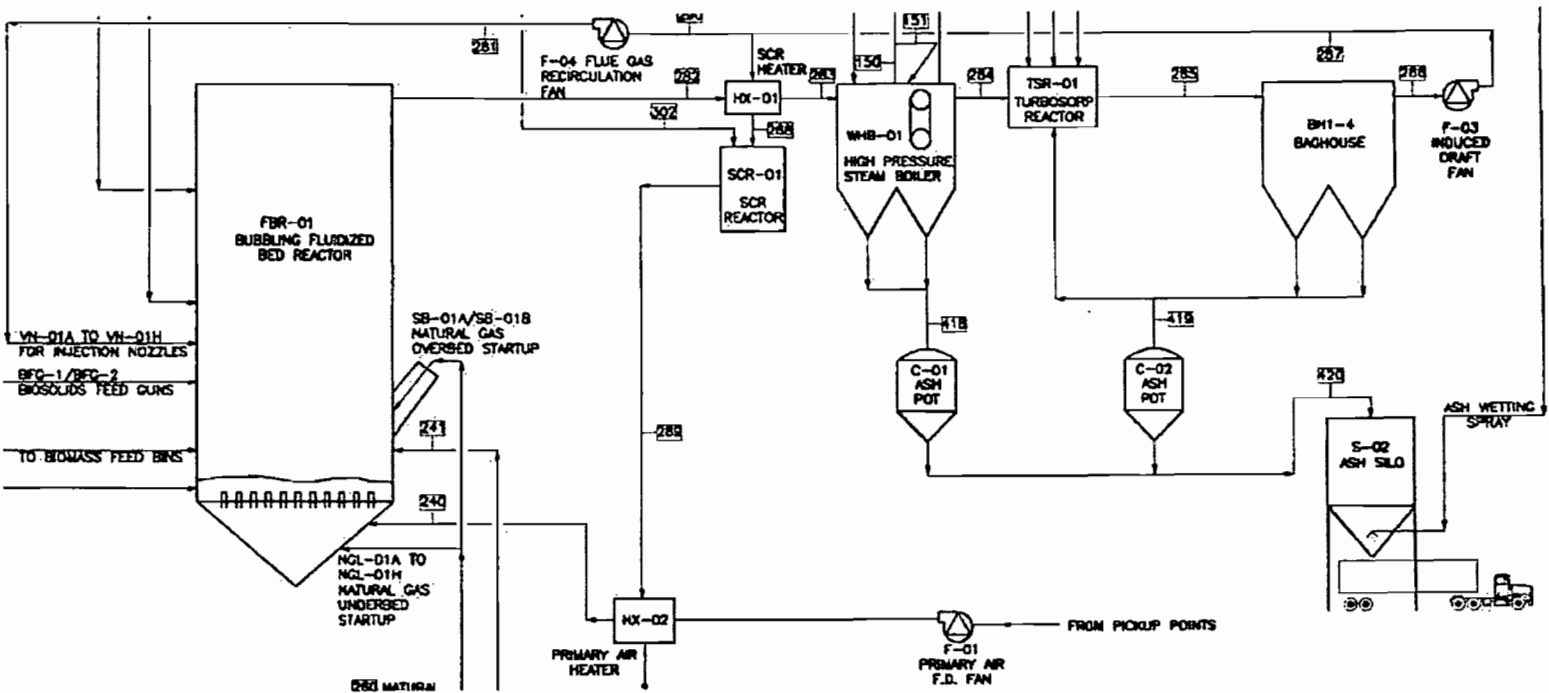 281
F-04 FLUE GAS
RECIRCULATION
FAN
SCR
HEATER
151
150
287
282
HX-01
283
284
TSR-01
TURBOSORP
REACTOR
285
286
F-03
INDUCED
DRAFT
FAN
302
288
WHB-01
HIGH PRESSURE
STEAM BOILER
BH1-4
BAGHOUSE
SCR-01
SCR
REACTOR
FBR-01
BUBBLING FLUIDIZED
BED REACTOR
SB-01A/SB-01B
NATURAL GAS
OVERBED STARTUP
VN-01A TO VN-01H
FOR INJECTION NOZZLES
BFG-1/BFG-2
BIOSOLIDS FEED GUNS
418
419
C-01
ASH
POT
C-02
ASH
POT
420
ASH WETTING
SPRAY
S-02
ASH SILO
241
289
TO BIOMASS FEED BINS
240
NGL-01A TO
NGL-01H
NATURAL GAS
UNDERBED
STARTUP
HX-02
PRIMARY AIR
HEATER
F-01
PRIMARY AIR
F.D. FAN
FROM PICKUP POINTS
260 NATURAL